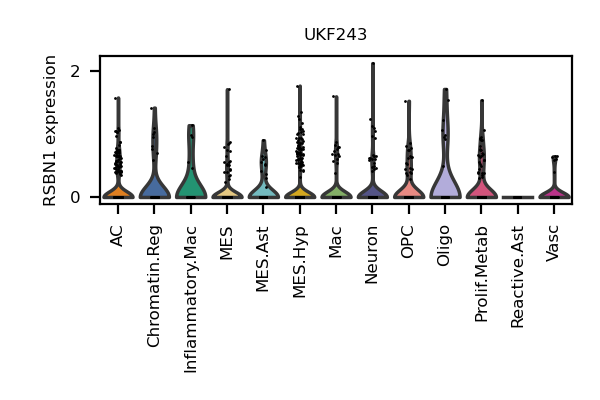 UKF243
RSBN1 expression
2
0
AC
Chromatin.Reg
Inflammatory.Mac
MES
MES.Ast
MES.Hyp
Mac
Neuron
OPC
Oligo
Prolif.Metab
Reactive.Ast
Vasc